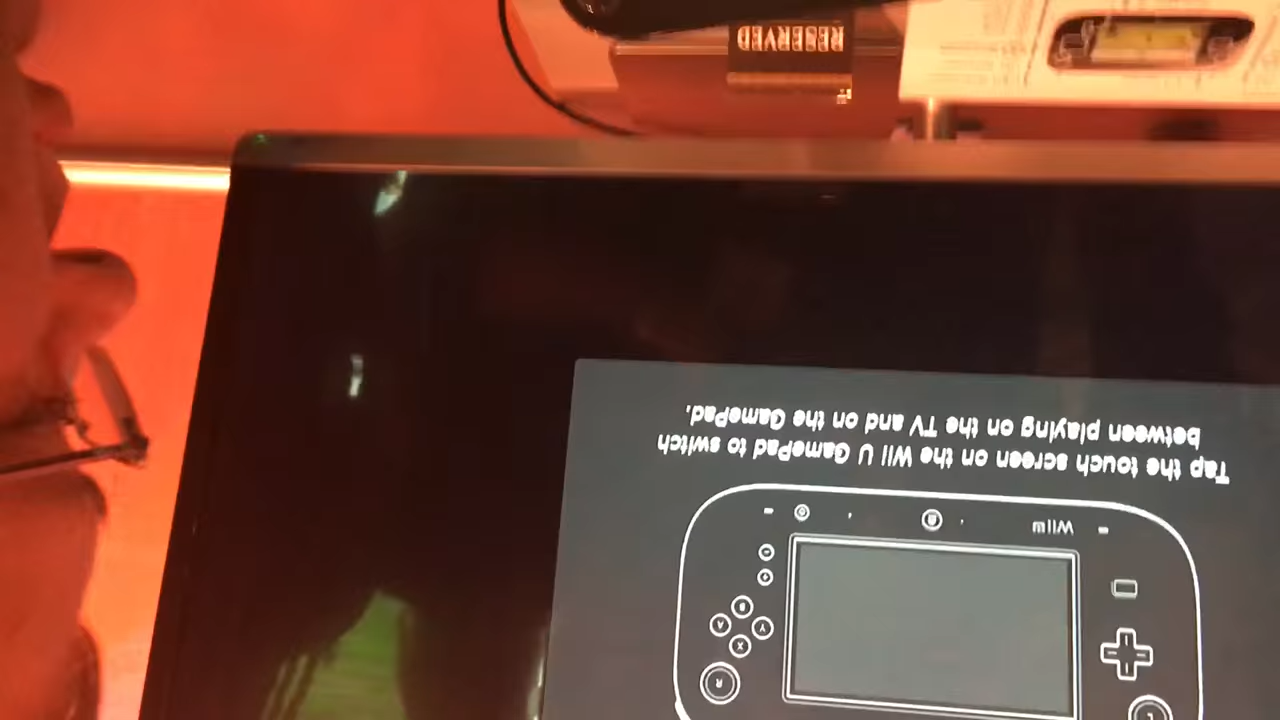 Tap the touch screen on the Wii U GamePad to switch
between playing on the TV and on the GamePad.
Wii U
L
R
X
Y
A
B
RESERVED